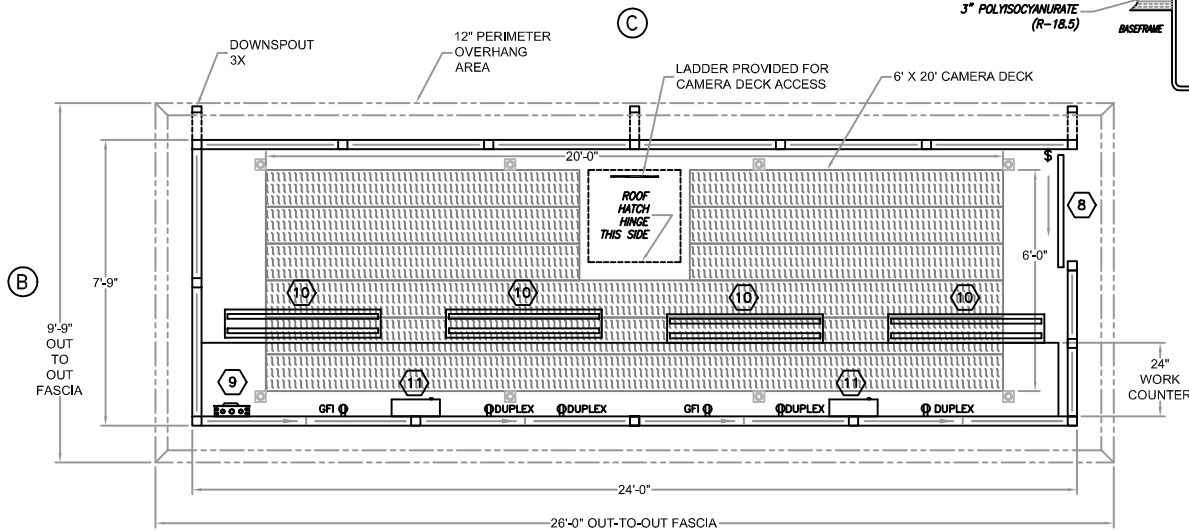 C
3" POLYISOCYANURATE
(R-18.5)
BASEFRAME
DOWNSPOUT
3X
12" PERIMETER
OVERHANG
AREA
LADDER PROVIDED FOR
CAMERA DECK ACCESS
6' X 20' CAMERA DECK
20'-0"
$
ROOF
HATCH
HINGE
THIS SIDE
8
6'-0"
B
7'-9"
9'-9"
OUT
TO
OUT
FASCIA
10
10
10
10
24"
WORK
COUNTER
9
11
11
GFI
DUPLEX
DUPLEX
GFI
DUPLEX
DUPLEX
24'-0"
26'-0" OUT-TO-OUT FASCIA